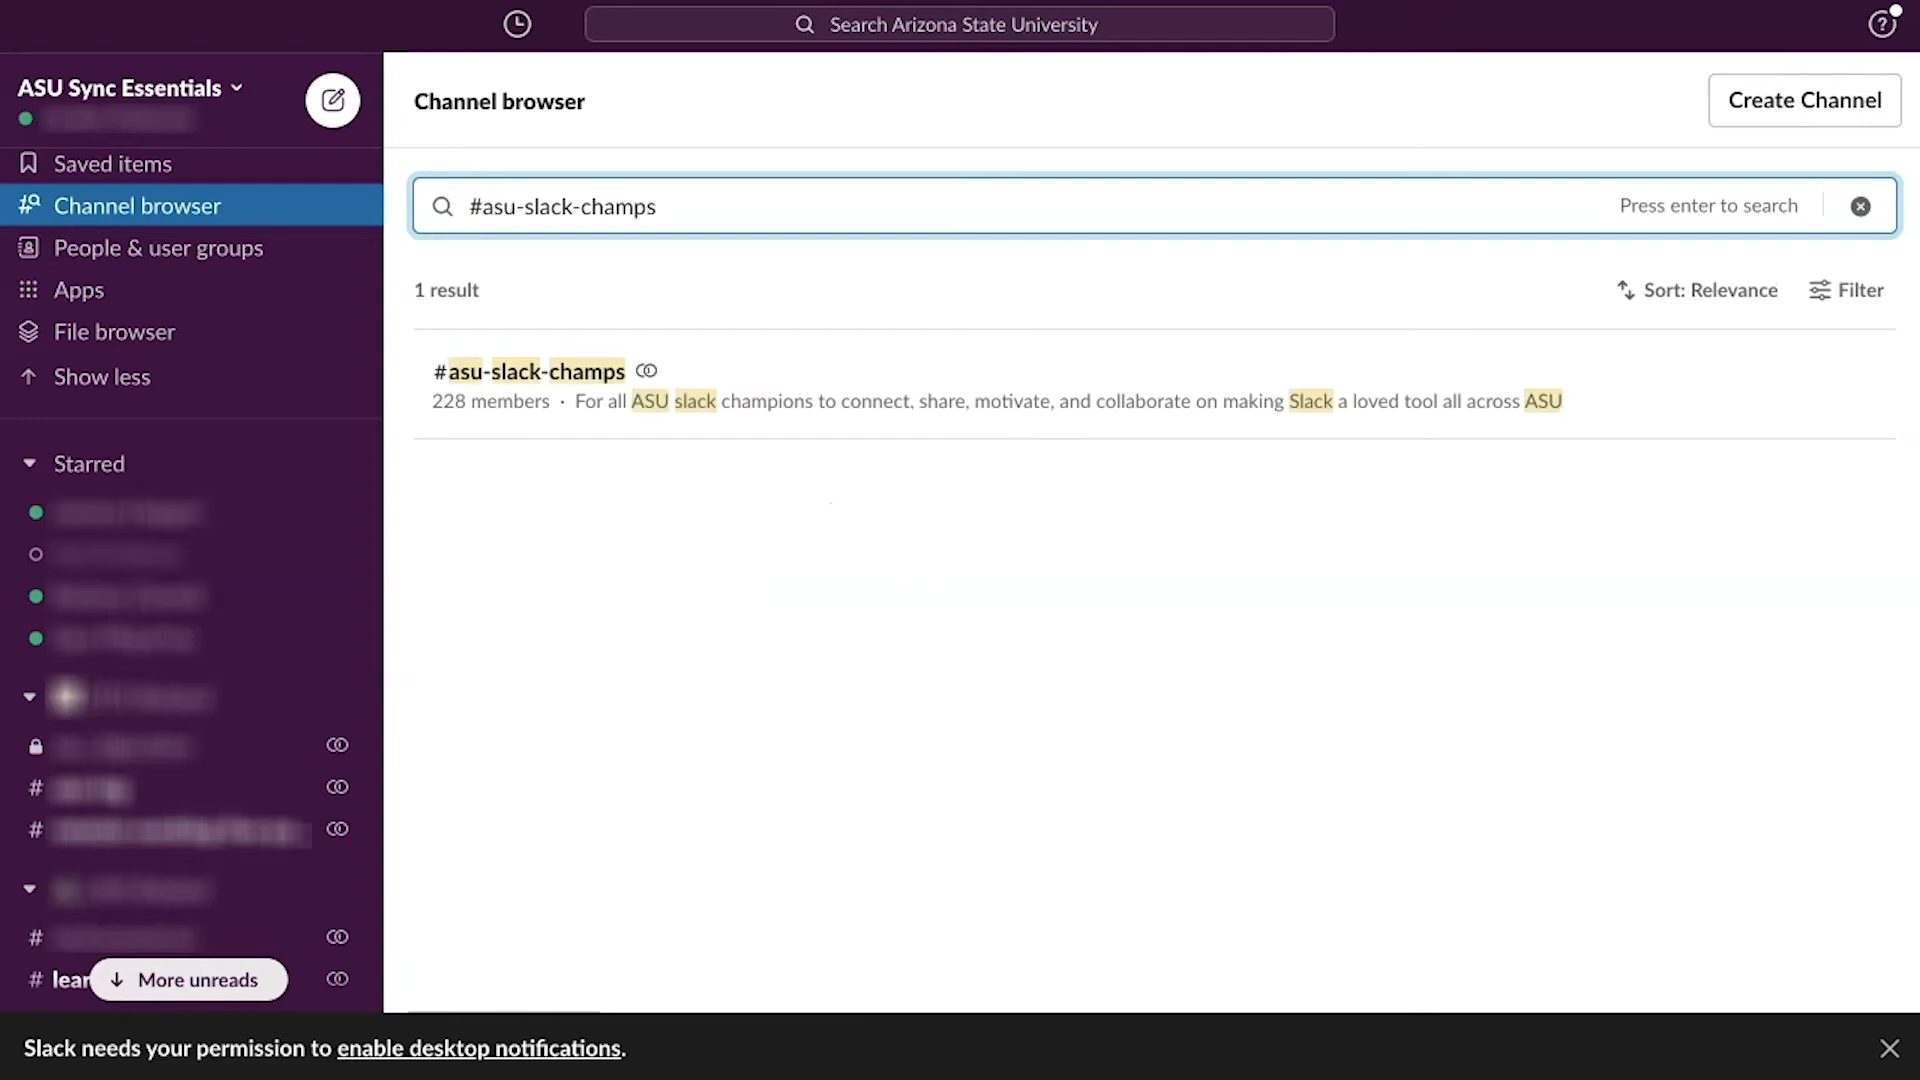 Search Arizona State University
ASU Sync Essentials
Saved items
Channel browser
People & user groups
Apps
File browser
Show less
Starred
# 
# 
# 
# lear
More unreads
Channel browser
Create Channel
#asu-slack-champs
Press enter to search
1 result
Sort: Relevance
Filter
#asu-slack-champs
228 members · For all ASU slack champions to connect, share, motivate, and collaborate on making Slack a loved tool all across ASU
Slack needs your permission to enable desktop notifications.